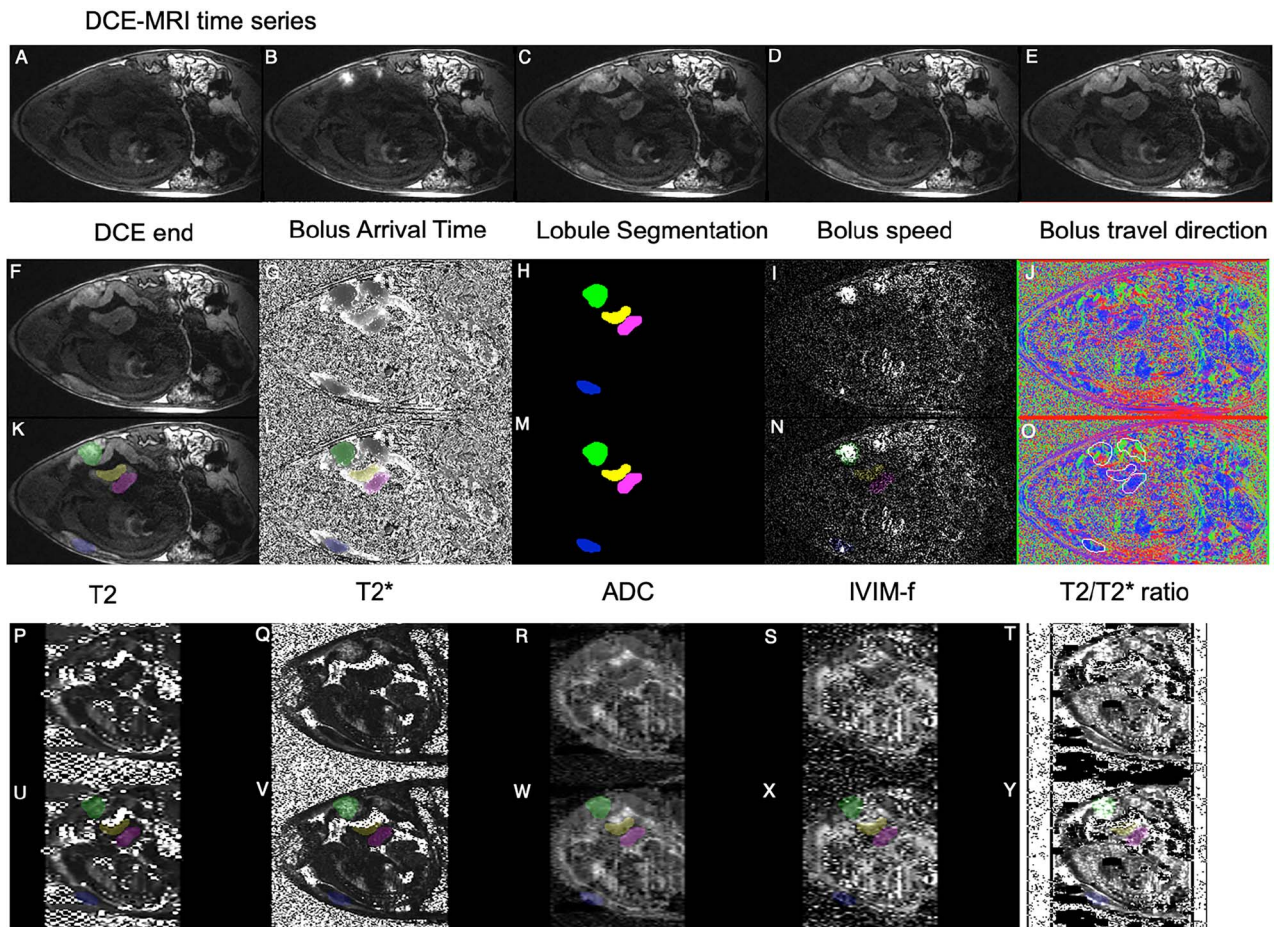 DCE-MRI time series
A B C D E
DCE end Bolus Arrival Time Lobule Segmentation Bolus speed Bolus travel direction
F G H I J
K L M N O
T2 T2* ADC IVIM-f T2/T2* ratio
P Q R S T
U V W X Y